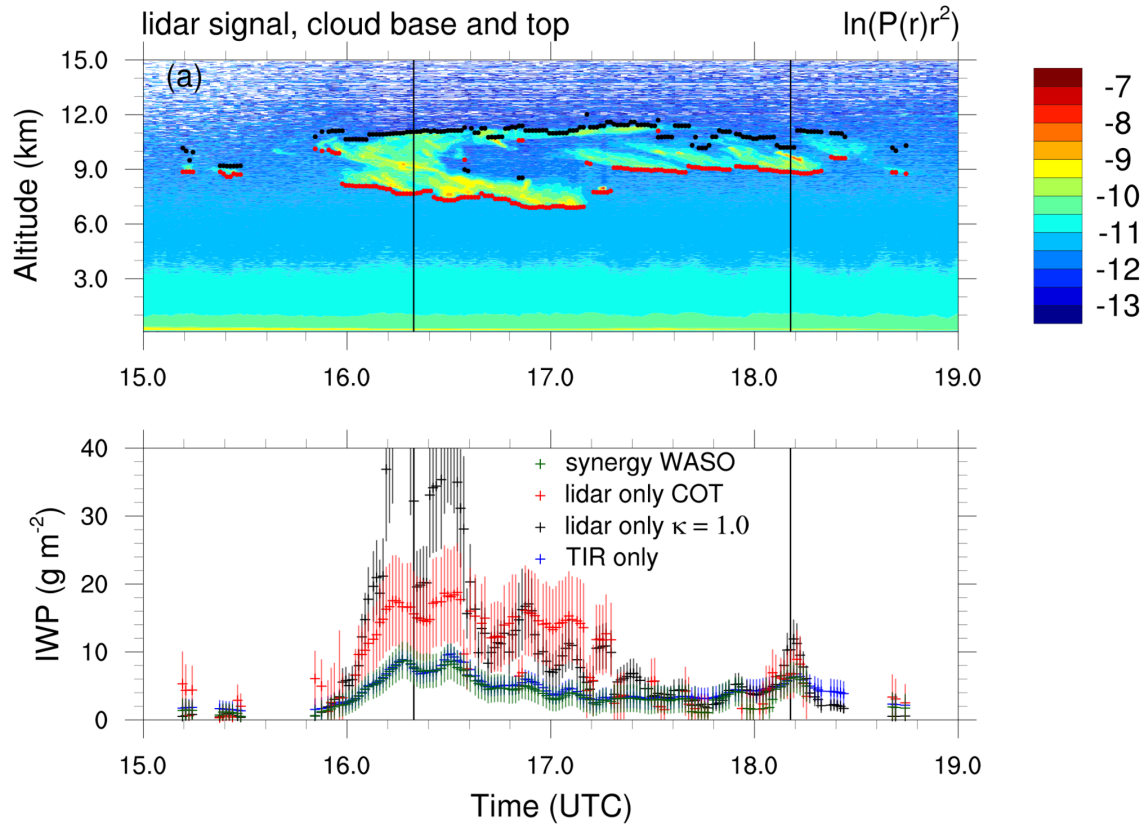 lidar signal, cloud base and top
ln(P(r)r²)
(a)
15.0
12.0
9.0
6.0
3.0
Altitude (km)
15.0 16.0 17.0 18.0 19.0
-7
-8
-9
-10
-11
-12
-13
40
30
20
10
0
IWP (g m⁻²)
synergy WASO
lidar only COT
lidar only κ = 1.0
TIR only
15.0 16.0 17.0 18.0 19.0
Time (UTC)